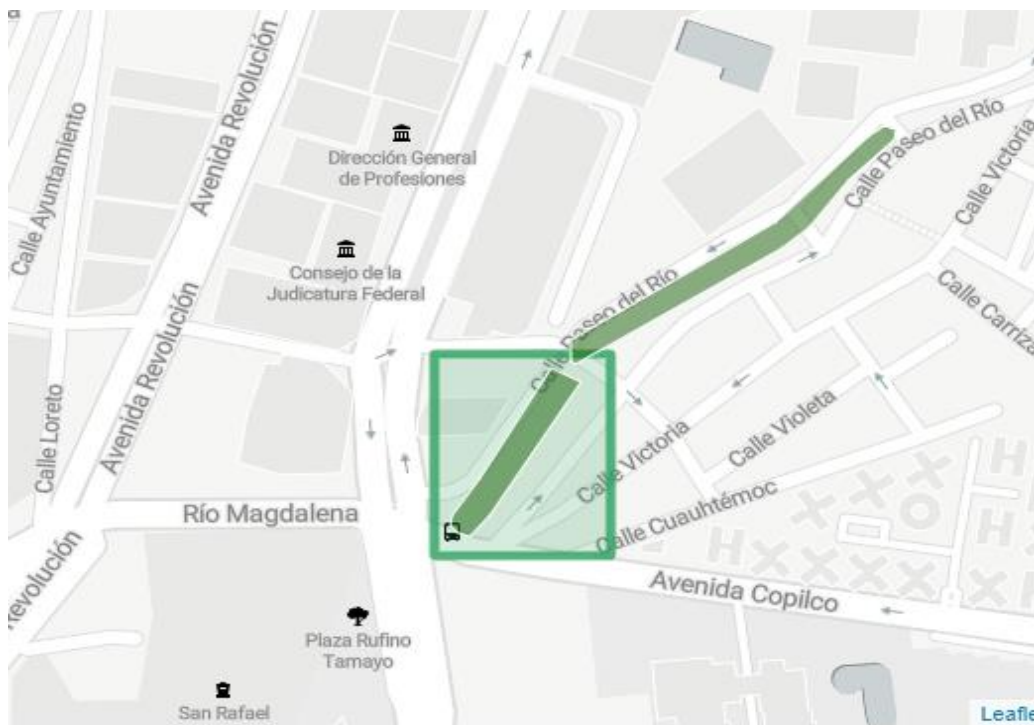 Calle Ayuntamiento
Avenida Revolución
Dirección General
de Profesiones
Consejo de la
Judicatura Federal
Calle Paseo del Río
Calle Victoria
Calle Paseo del Río
Calle Carriza
Avenida Revolución
Calle Loreto
Calle Victoria
Calle Violeta
Río Magdalena
Calle Cuauhtémoc
Revolución
Avenida Copilco
Plaza Rufino
Tamayo
San Rafael
Leafle